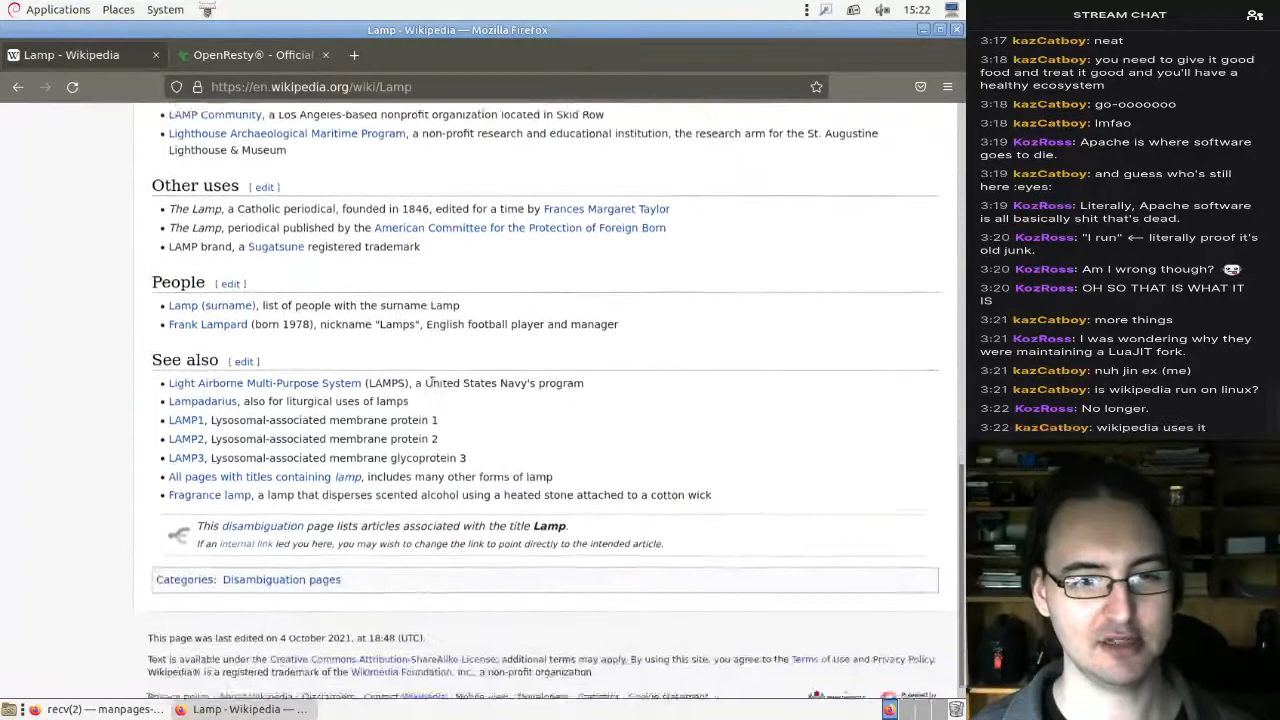 Applications Places System
15:22
Lamp - Wikipedia — Mozilla Firefox
Lamp - Wikipedia
OpenResty® - Official
https://en.wikipedia.org/wiki/Lamp
LAMP Community, a Los Angeles-based nonprofit organization located in Skid Row
Lighthouse Archaeological Maritime Program, a non-profit research and educational institution, the research arm for the St. Augustine
Lighthouse & Museum
Other uses [ edit ]
The Lamp, a Catholic periodical, founded in 1846, edited for a time by Frances Margaret Taylor
The Lamp, periodical published by the American Committee for the Protection of Foreign Born
LAMP brand, a Sugatsune registered trademark
People [ edit ]
Lamp (surname), list of people with the surname Lamp
Frank Lampard (born 1978), nickname "Lamps", English football player and manager
See also [ edit ]
Light Airborne Multi-Purpose System (LAMPS), a United States Navy's program
Lampadarius, also for liturgical uses of lamps
LAMP1, Lysosomal-associated membrane protein 1
LAMP2, Lysosomal-associated membrane protein 2
LAMP3, Lysosomal-associated membrane glycoprotein 3
All pages with titles containing lamp, includes many other forms of lamp
Fragrance lamp, a lamp that disperses scented alcohol using a heated stone attached to a cotton wick
This disambiguation page lists articles associated with the title Lamp.
If an internal link led you here, you may wish to change the link to point directly to the intended article.
Categories: Disambiguation pages
This page was last edited on 4 October 2021, at 18:48 (UTC).
Text is available under the Creative Commons Attribution-ShareAlike License; additional terms may apply. By using this site, you agree to the Terms of Use and Privacy Policy.
Wikipedia® is a registered trademark of the Wikimedia Foundation, Inc., a non-profit organization
recv(2) — manpages-...
Lamp - Wikipedia — ...
STREAM CHAT
3:17 kazCatboy: neat
3:18 kazCatboy: you need to give it good
food and treat it good and you'll have a
healthy ecosystem
3:18 kazCatboy: go-ooooooo
3:18 kazCatboy: lmfao
3:19 KozRoss: Apache is where software
goes to die.
3:19 kazCatboy: and guess who's still
here :eyes:
3:19 KozRoss: Literally, Apache software
is all basically shit that's dead.
3:20 KozRoss: "I run" <-- literally proof it's
old junk.
3:20 KozRoss: Am I wrong though?
3:20 KozRoss: OH SO THAT IS WHAT IT
IS
3:21 kazCatboy: more things
3:21 KozRoss: I was wondering why they
were maintaining a LuaJIT fork.
3:21 kazCatboy: nuh jin ex (me)
3:21 kazCatboy: is wikipedia run on linux?
3:22 KozRoss: No longer.
3:22 kazCatboy: wikipedia uses it